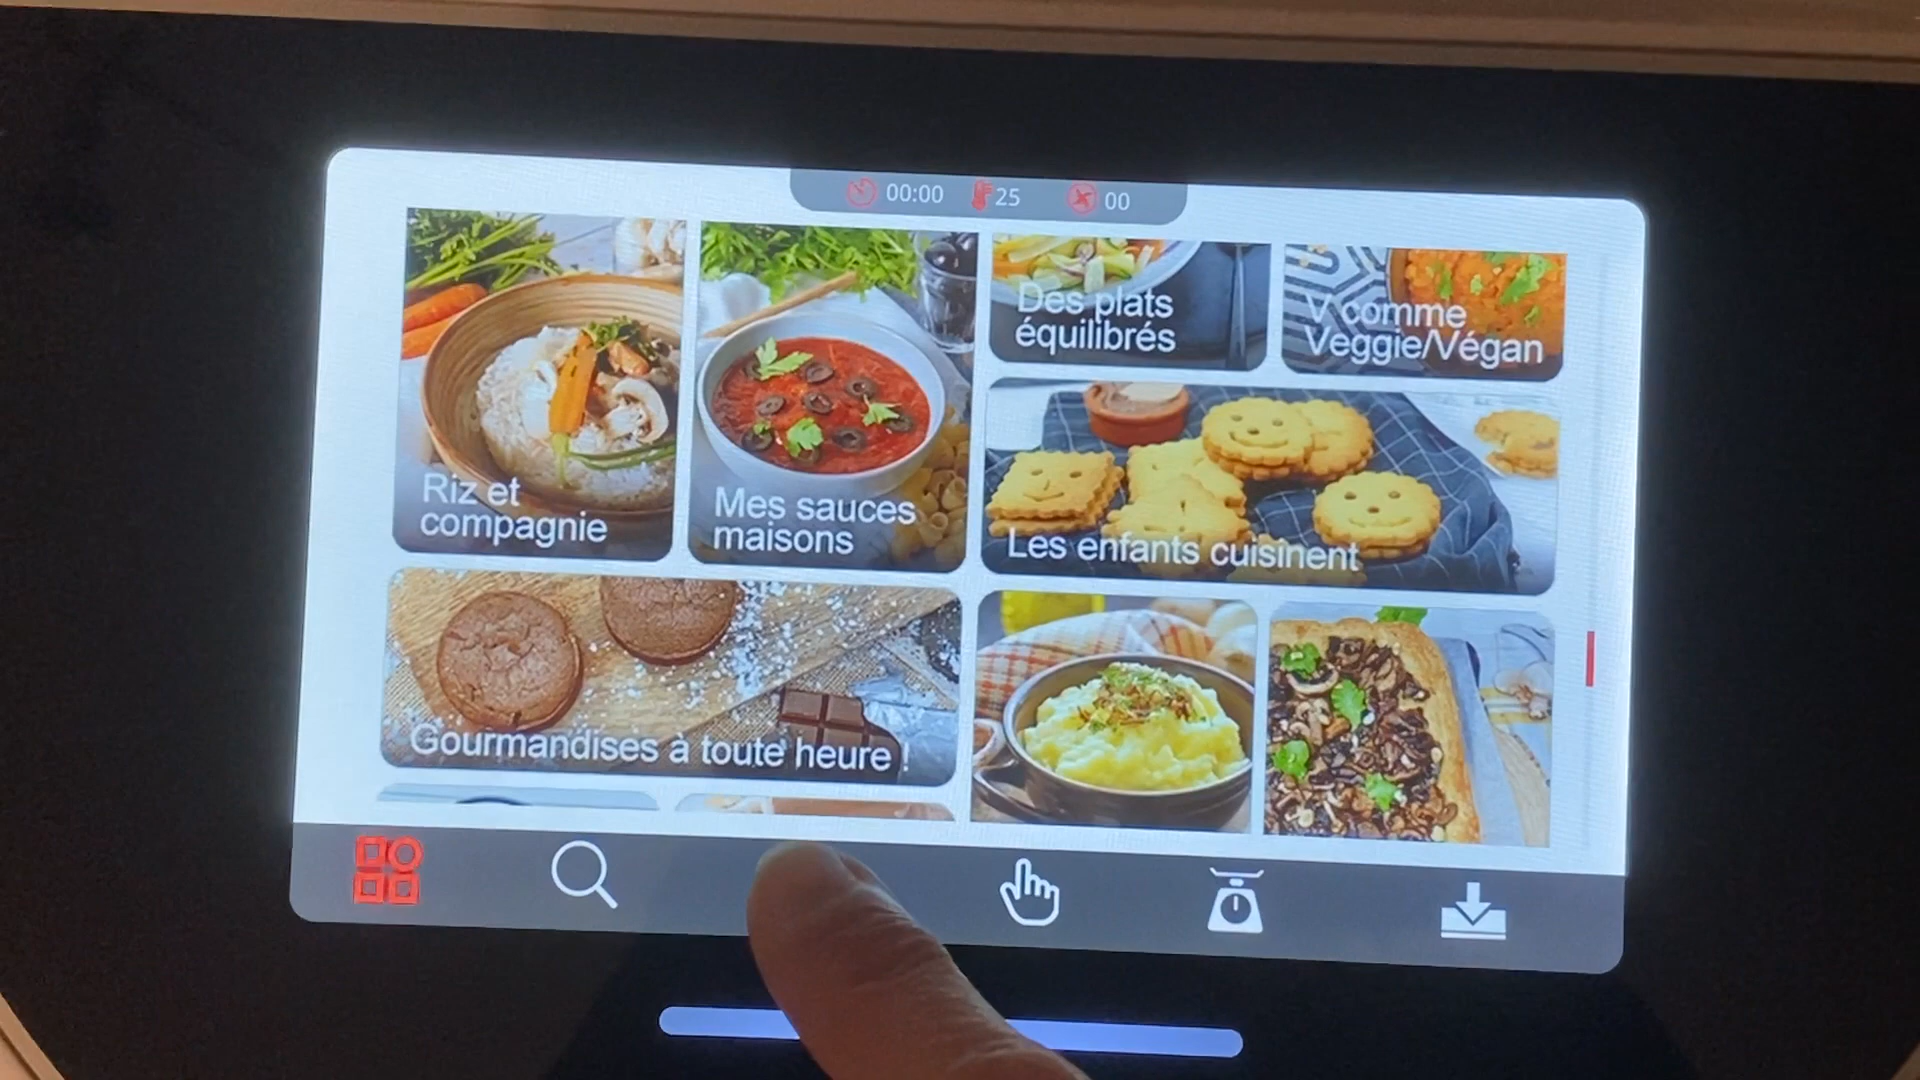 00:00
25
00
Des plats
équilibrés
V comme
Veggie/Végan
Riz et
compagnie
Mes sauces
maisons
Les enfants cuisinent
Gourmandises à toute heure !